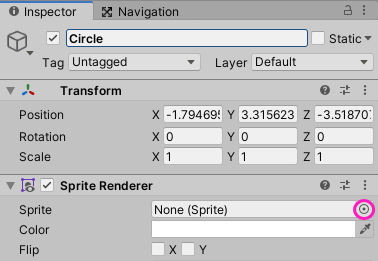 Inspector Navigation
Circle Static
Tag Untagged Layer Default
Transform
Position X -1.794695 Y 3.315623 Z -3.518707
Rotation X 0 Y 0 Z 0
Scale X 1 Y 1 Z 1
Sprite Renderer
Sprite None (Sprite)
Color
Flip X Y